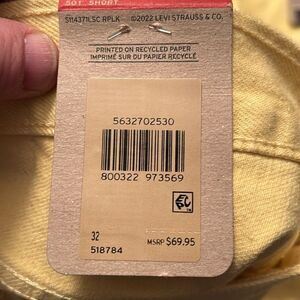 501 SHORT
S114371LSC RPLK ©2022 LEVI STRAUSS & CO.
PRINTED ON RECYCLED PAPER
IMPRIMÉ SUR DU PAPIER RECYCLÉ
5632702530
800322 973569
32
518784
MSRP $69.95